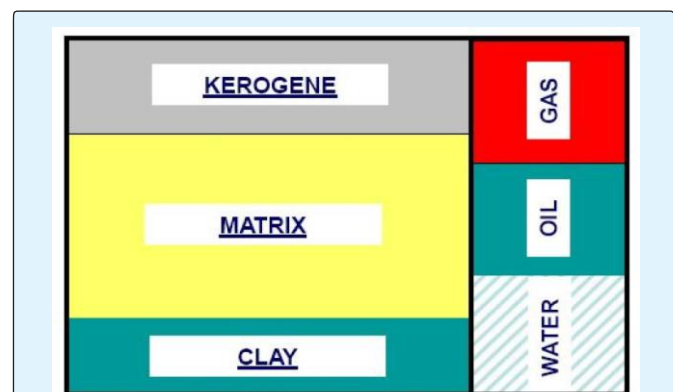 KEROGENE
MATRIX
CLAY
GAS
OIL
WATER